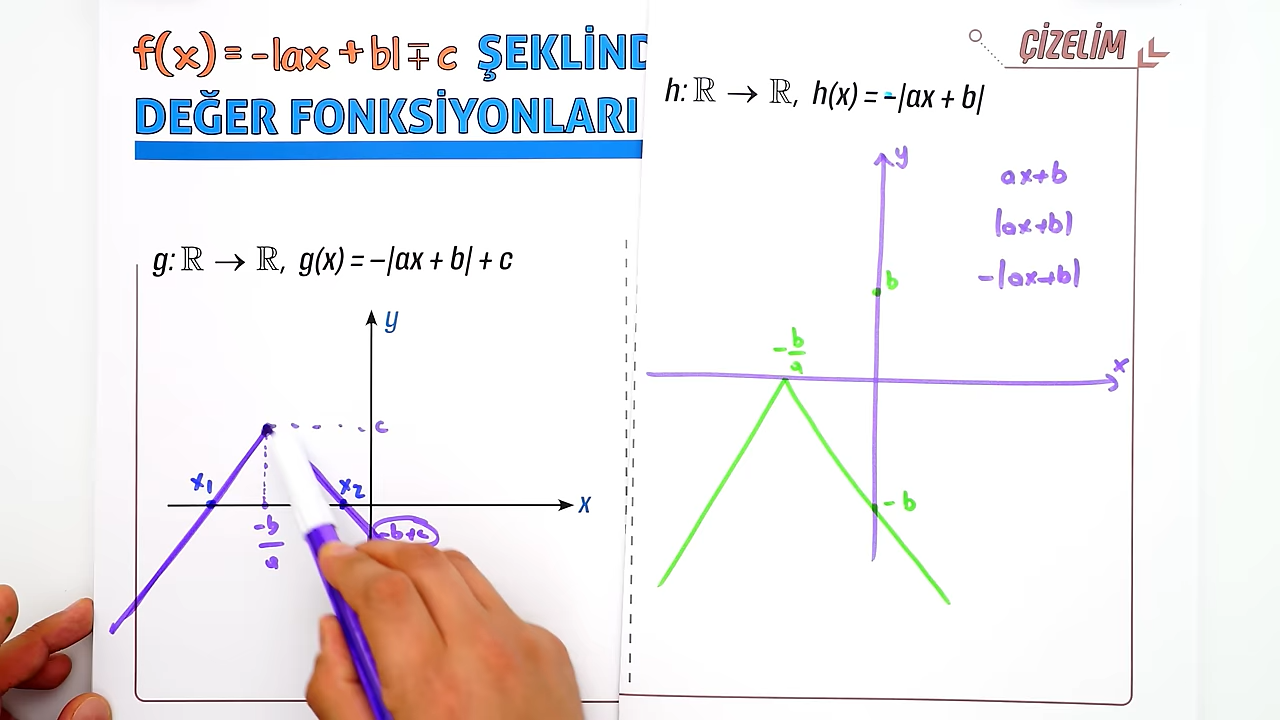 f(x) = -|ax + b| ∓ c ŞEKLİND
DEĞER FONKSİYONLARI
g: ℝ → ℝ, g(x) = -|ax + b| + c
y
c
x₁
x₂
x
-b/a
-b+c
ÇİZELİM
h: ℝ → ℝ, h(x) = -|ax + b|
y
ax+b
|ax+b|
-|ax+b|
b
-b/a
x
-b